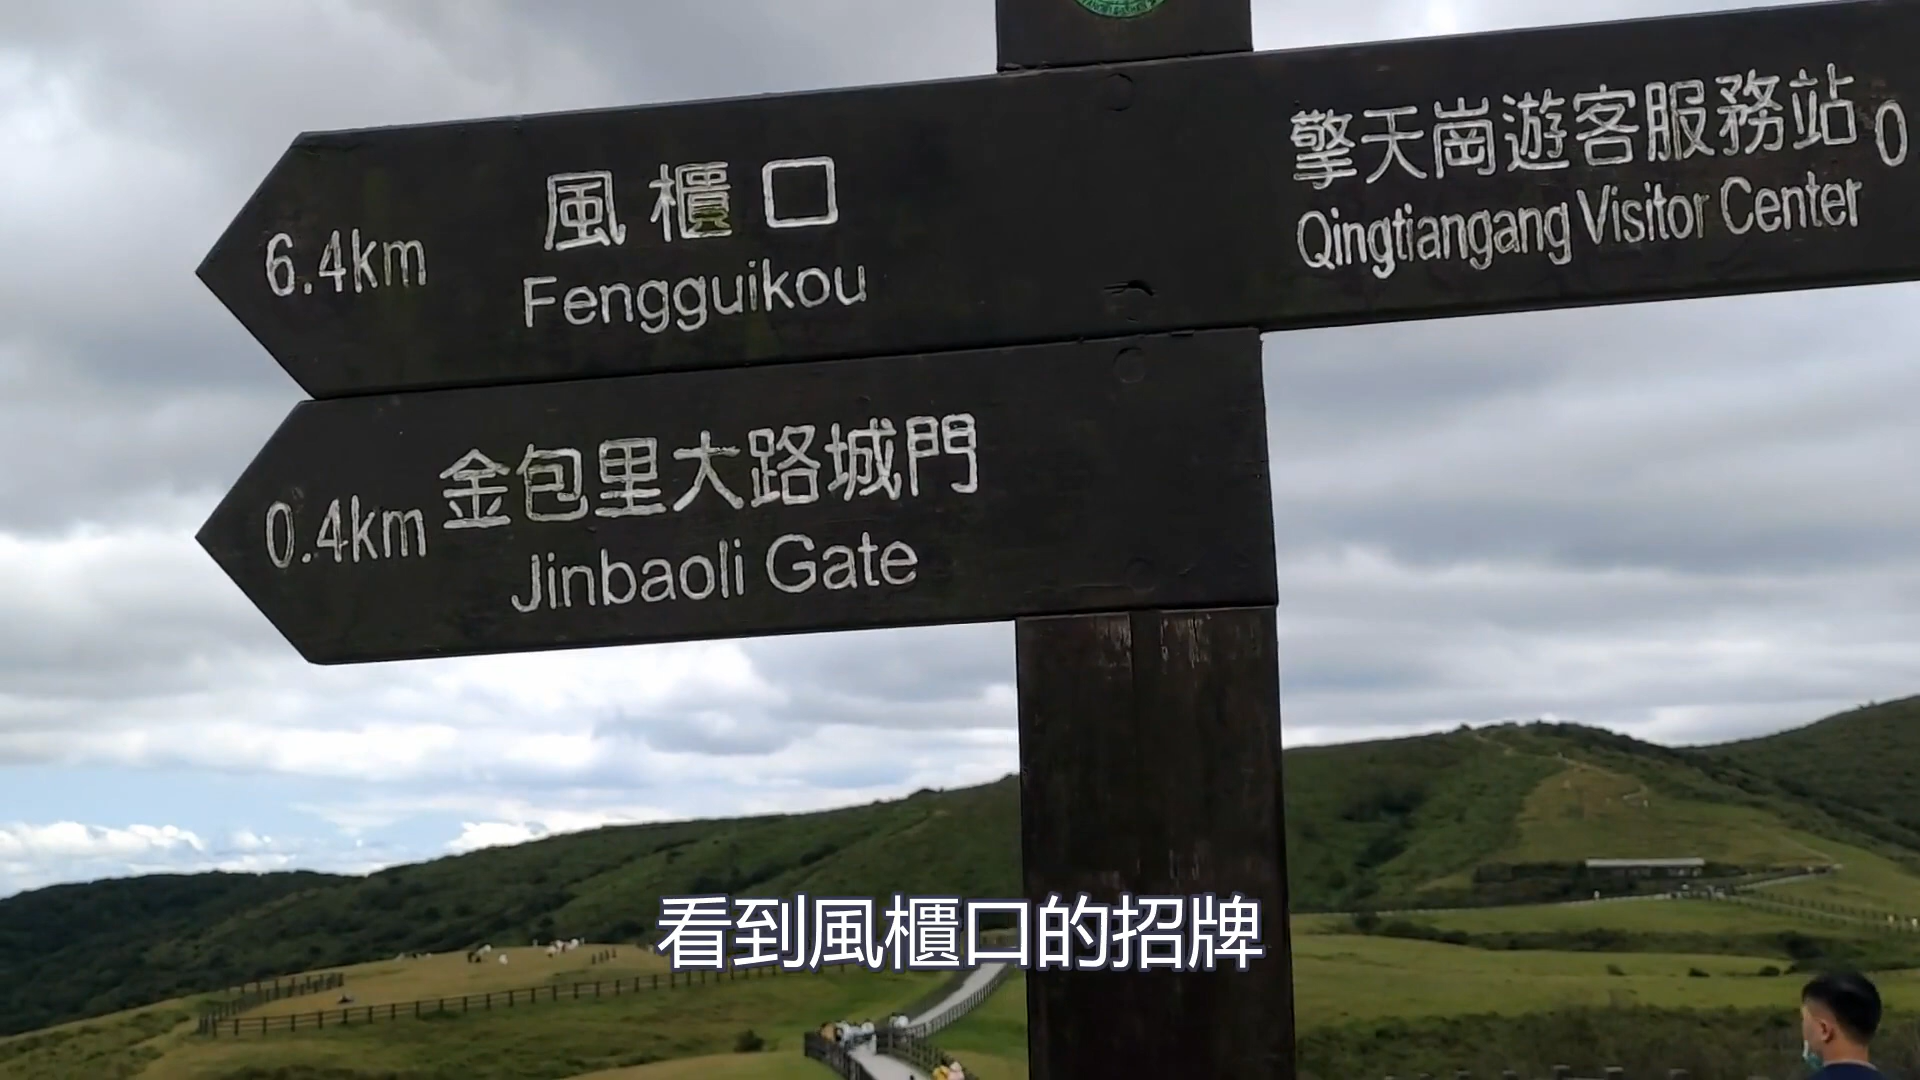 風櫃口
6.4km
Fengguikou
擎天崗遊客服務站 0
Qingtiangang Visitor Center
金包里大路城門
0.4km
Jinbaoli Gate
看到風櫃口的招牌